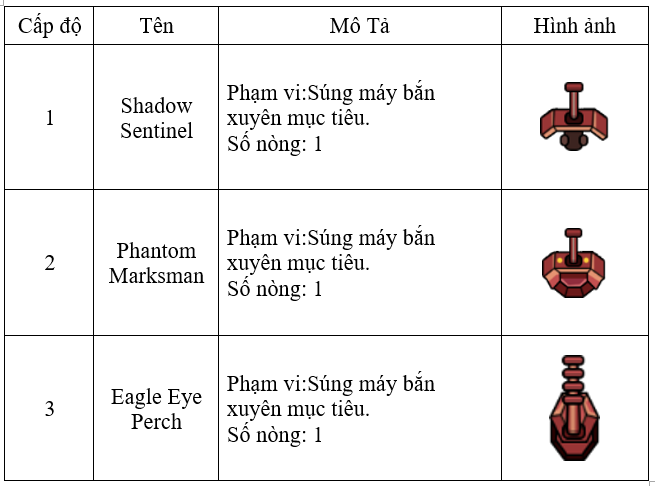 Cấp độ
Tên
Mô Tả
Hình ảnh
1
Shadow
Sentinel
Phạm vi:Súng máy bắn
xuyên mục tiêu.
Số nòng: 1
2
Phantom
Marksman
Phạm vi:Súng máy bắn
xuyên mục tiêu.
Số nòng: 1
3
Eagle Eye
Perch
Phạm vi:Súng máy bắn
xuyên mục tiêu.
Số nòng: 1